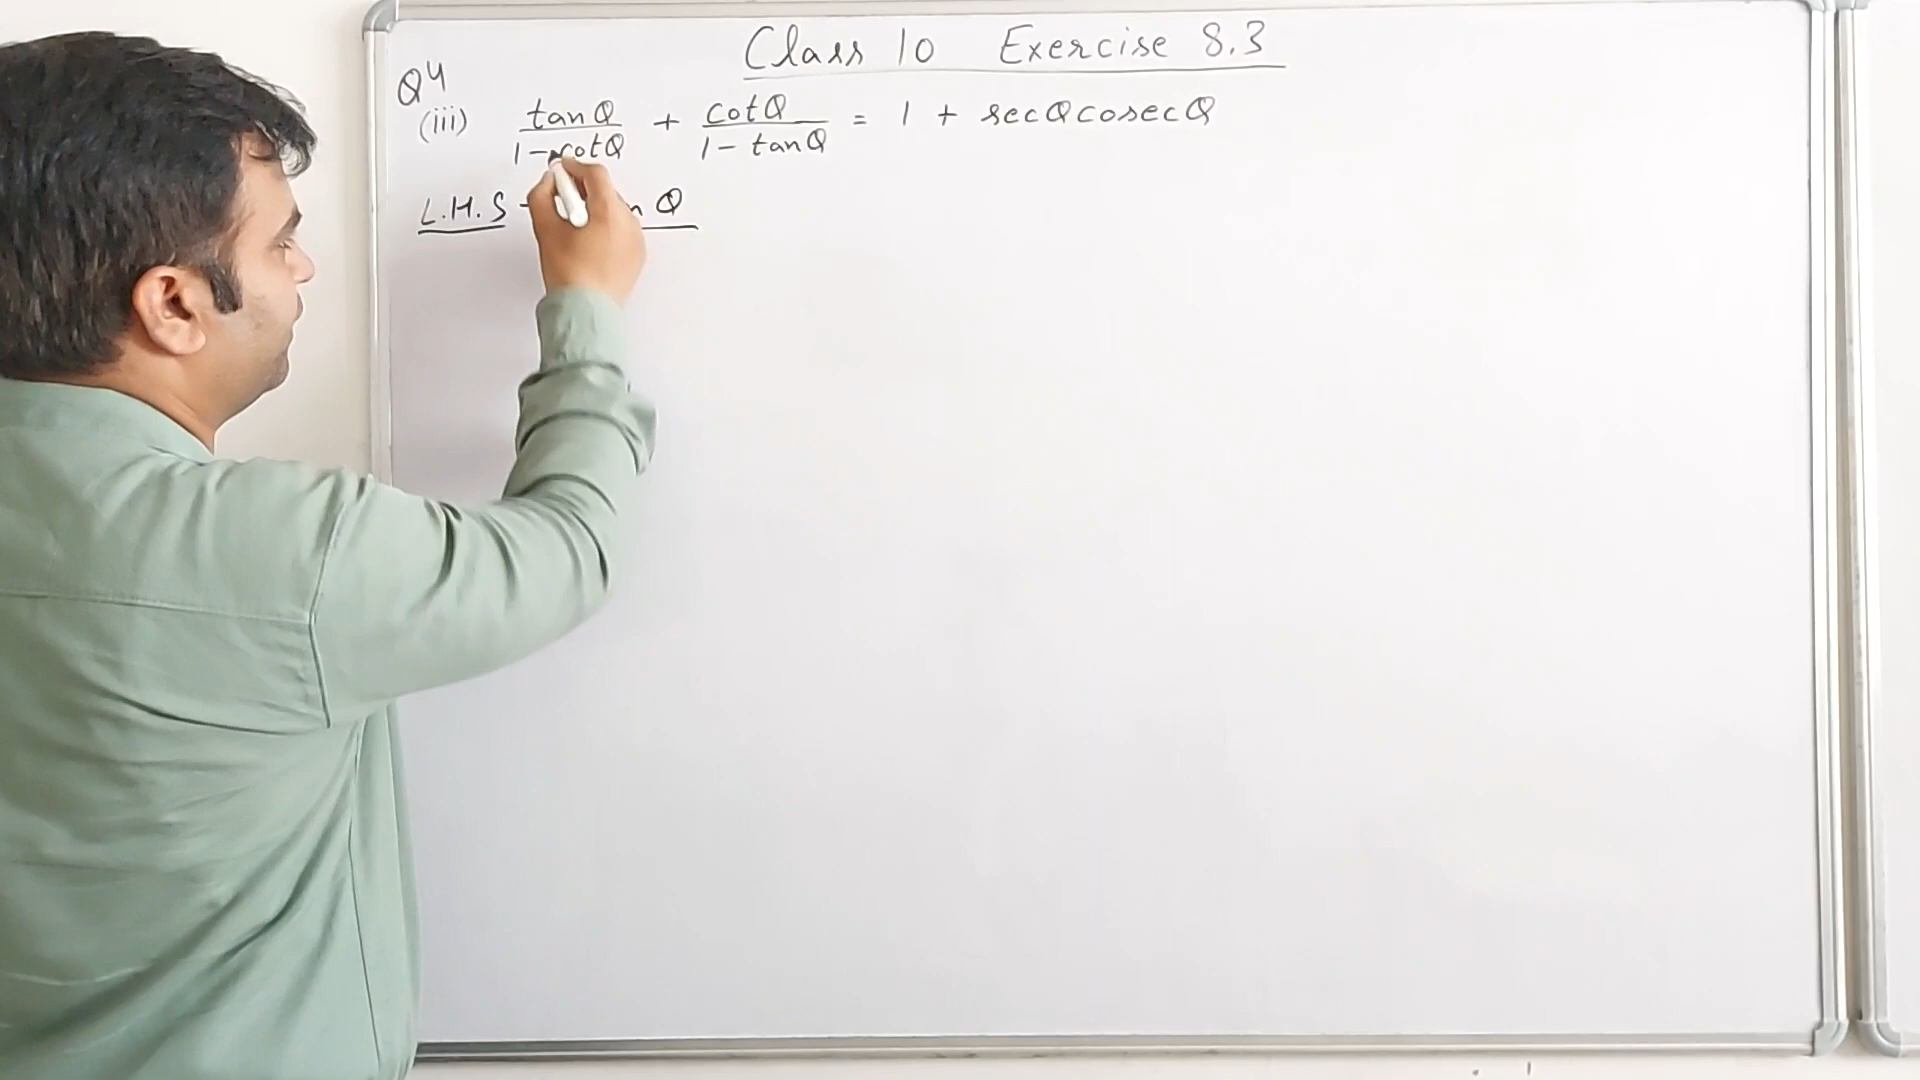 Class 10 Exercise 8.3
Q4
(iii) tanθ/1-cotθ + cotθ/1-tanθ = 1 + secθcosecθ
L.H.S θ